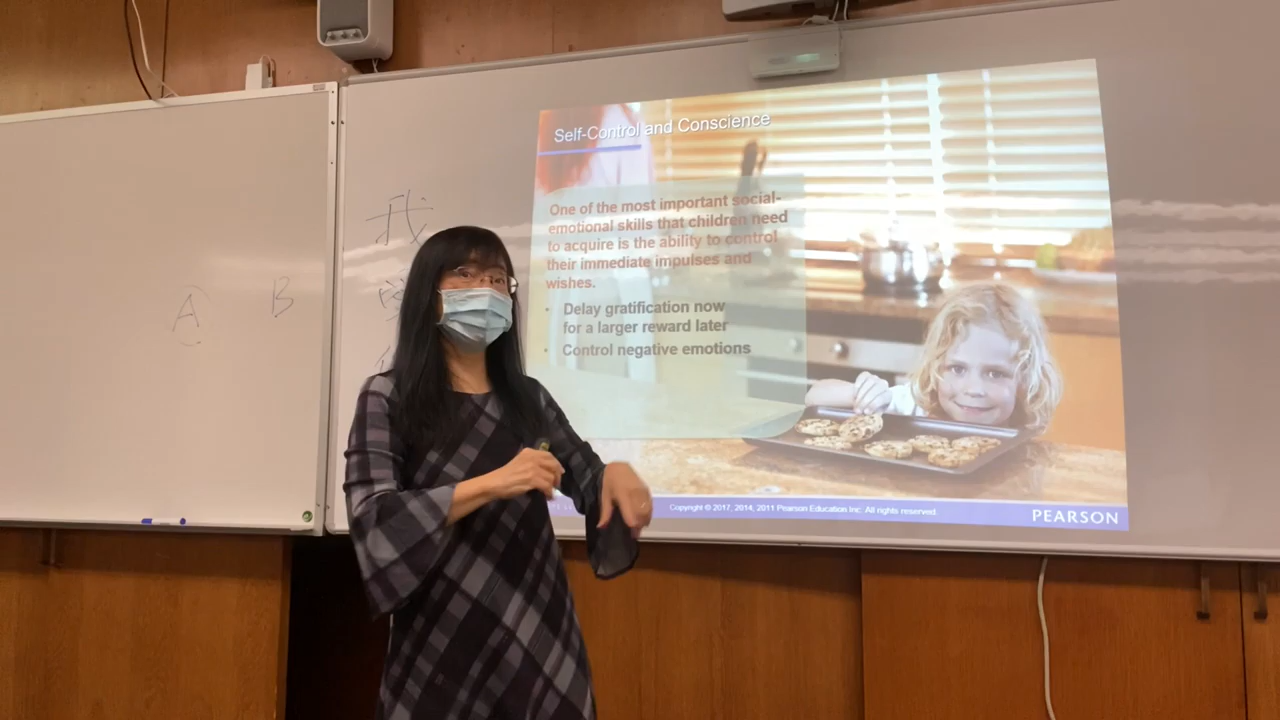 A
B
我
Self-Control and Conscience
One of the most important social-
emotional skills that children need
to acquire is the ability to control
their immediate impulses and
wishes.
• Delay gratification now
for a larger reward later
• Control negative emotions
Copyright © 2017, 2014, 2011 Pearson Education Inc. All rights reserved.
PEARSON